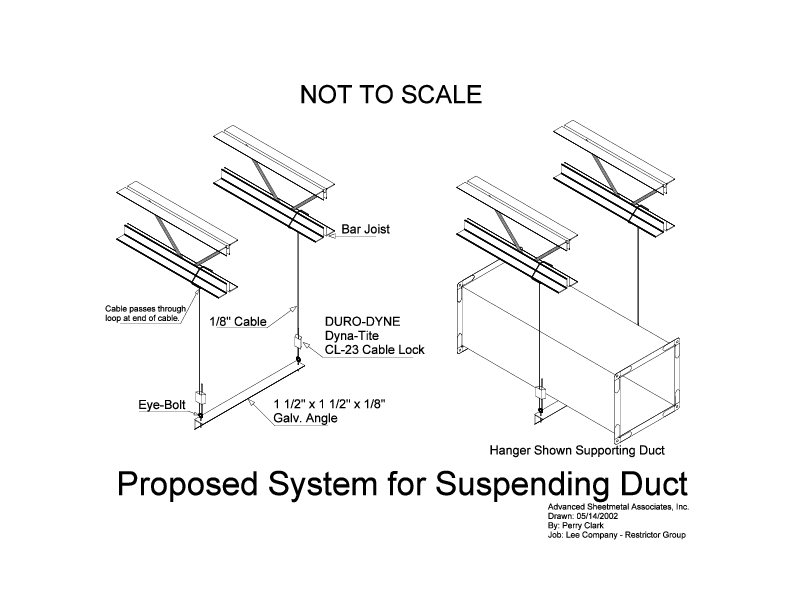 NOT TO SCALE
Bar Joist
Cable passes through
loop at end of cable.
1/8" Cable
DURO-DYNE
Dyna-Tite
CL-23 Cable Lock
Eye-Bolt
1 1/2" x 1 1/2" x 1/8"
Galv. Angle
Hanger Shown Supporting Duct
Proposed System for Suspending Duct
Advanced Sheetmetal Associates, Inc.
Drawn: 05/14/2002
By: Perry Clark
Job: Lee Company - Restrictor Group